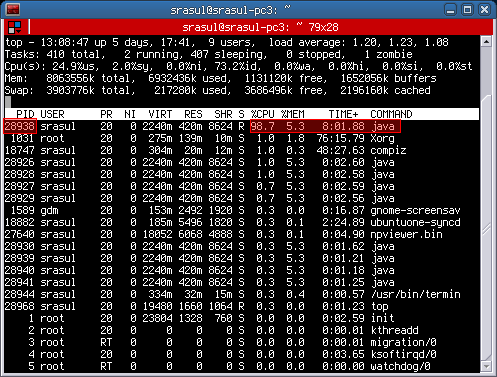 srasul@srasul-pc3: ~
srasul@srasul-pc3: ~ 79x28
top - 13:08:47 up 5 days, 17:41,  9 users,  load average: 1.20, 1.23, 1.08
Tasks: 410 total,   2 running, 407 sleeping,   0 stopped,   1 zombie
Cpu(s): 24.9%us,  2.0%sy,  0.0%ni, 73.2%id,  0.0%wa,  0.0%hi,  0.0%si,  0.0%st
Mem:   8063556k total,  6932436k used,  1131120k free,  1652056k buffers
Swap:  3903776k total,   217280k used,  3686496k free,  2196160k cached
PID USER PR NI VIRT RES SHR S %CPU %MEM TIME+ COMMAND
28938 srasul 20 0 2240m 420m 8624 R 98.7 5.3 8:01.88 java
1031 root 20 0 275m 139m 10m S 1.0 1.8 76:15.79 Xorg
18747 srasul 20 0 384m 20m 12m S 1.0 0.3 48:27.63 compiz
28926 srasul 20 0 2240m 420m 8624 S 1.0 5.3 0:02.60 java
28928 srasul 20 0 2240m 420m 8624 S 1.0 5.3 0:02.58 java
28927 srasul 20 0 2240m 420m 8624 S 0.7 5.3 0:02.59 java
28929 srasul 20 0 2240m 420m 8624 S 0.7 5.3 0:02.56 java
1589 gdm 20 0 153m 2492 1920 S 0.3 0.0 0:16.87 gnome-screensav
18882 srasul 20 0 185m 5496 1820 S 0.3 0.1 2:24.89 ubuntuone-syncd
27640 srasul 20 0 18052 6068 4888 S 0.3 0.1 8:04.90 npviewer.bin
28930 srasul 20 0 2240m 420m 8624 S 0.3 5.3 0:01.62 java
28939 srasul 20 0 2240m 420m 8624 S 0.3 5.3 0:01.21 java
28940 srasul 20 0 2240m 420m 8624 S 0.3 5.3 0:01.18 java
28941 srasul 20 0 2240m 420m 8624 S 0.3 5.3 0:01.25 java
28944 srasul 20 0 334m 32m 15m S 0.3 0.4 0:00.57 /usr/bin/termin
28968 srasul 20 0 19480 1660 1064 R 0.3 0.0 0:01.23 top
1 root 20 0 23804 1328 760 S 0.0 0.0 0:02.59 init
2 root 20 0 0 0 0 S 0.0 0.0 0:00.01 kthreadd
3 root RT 0 0 0 0 S 0.0 0.0 0:00.01 migration/0
4 root 20 0 0 0 0 S 0.0 0.0 0:03.65 ksoftirqd/0
5 root RT 0 0 0 0 S 0.0 0.0 0:00.00 watchdog/0